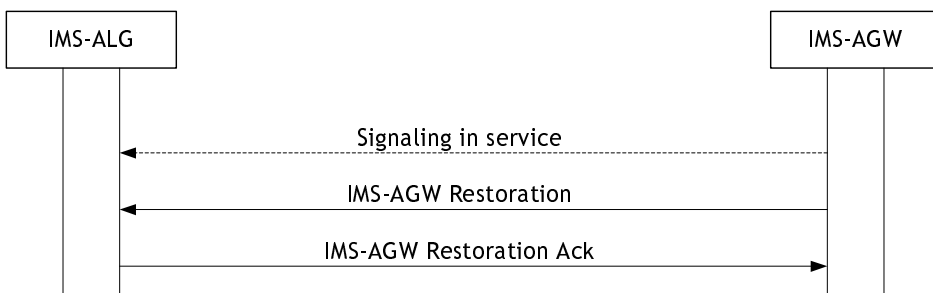 IMS-ALG
IMS-AGW
Signaling in service
IMS-AGW Restoration
IMS-AGW Restoration Ack